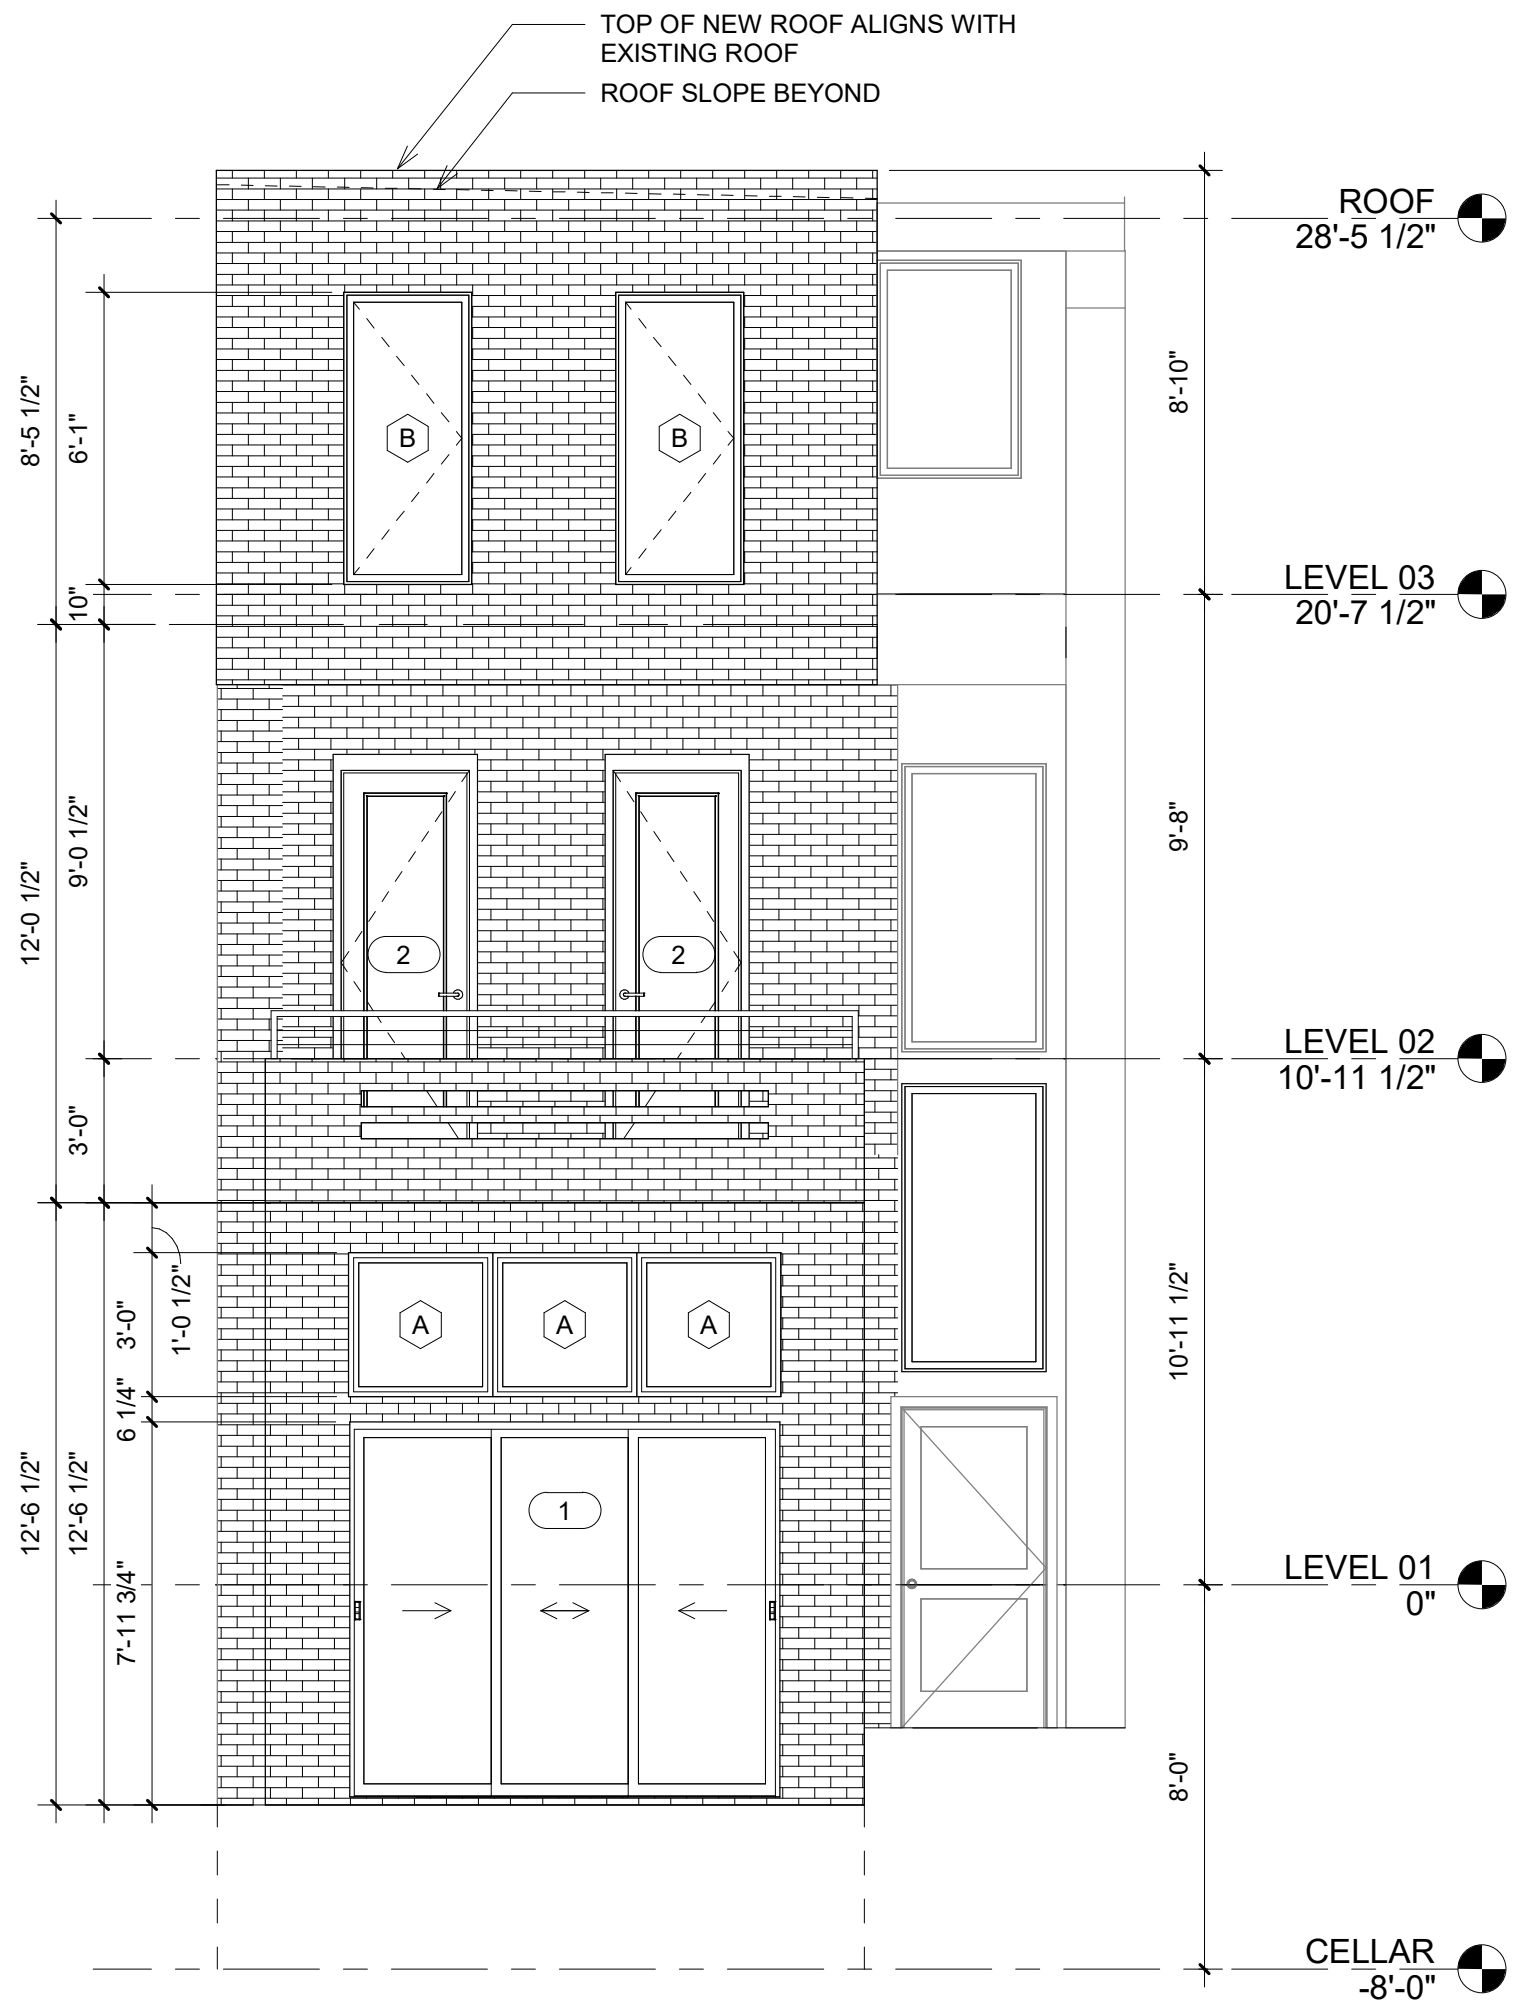 TOP OF NEW ROOF ALIGNS WITH
EXISTING ROOF
ROOF SLOPE BEYOND
ROOF
28'-5 1/2"
8'-10"
8'-5 1/2"
6'-1"
B
B
10"
LEVEL 03
20'-7 1/2"
9'-8"
9'-0 1/2"
12'-0 1/2"
2
2
LEVEL 02
10'-11 1/2"
3'-0"
1'-0 1/2"
3'-0"
A
A
A
10'-11 1/2"
6 1/4"
12'-6 1/2"
12'-6 1/2"
7'-11 3/4"
1
LEVEL 01
0"
8'-0"
CELLAR
-8'-0"